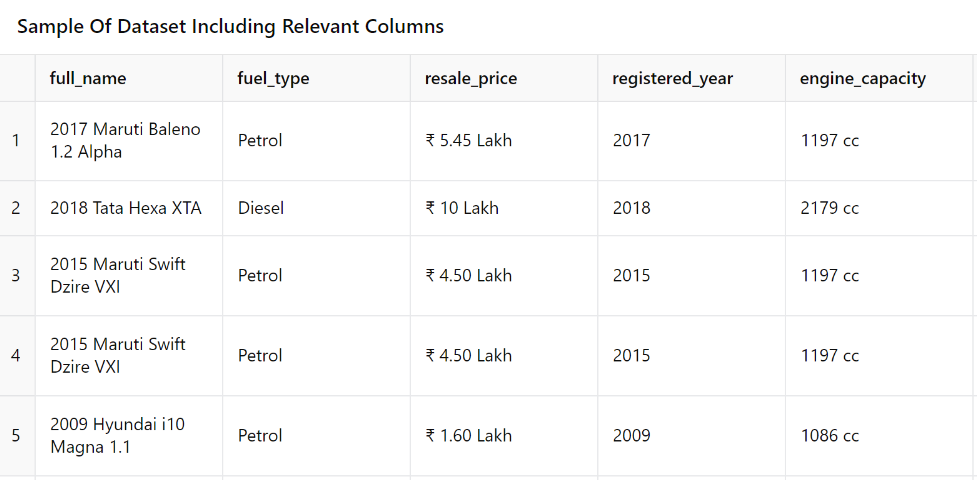 Sample Of Dataset Including Relevant Columns
full_name fuel_type resale_price registered_year engine_capacity
1 2017 Maruti Baleno 1.2 Alpha Petrol ₹ 5.45 Lakh 2017 1197 cc
2 2018 Tata Hexa XTA Diesel ₹ 10 Lakh 2018 2179 cc
3 2015 Maruti Swift Dzire VXI Petrol ₹ 4.50 Lakh 2015 1197 cc
4 2015 Maruti Swift Dzire VXI Petrol ₹ 4.50 Lakh 2015 1197 cc
5 2009 Hyundai i10 Magna 1.1 Petrol ₹ 1.60 Lakh 2009 1086 cc